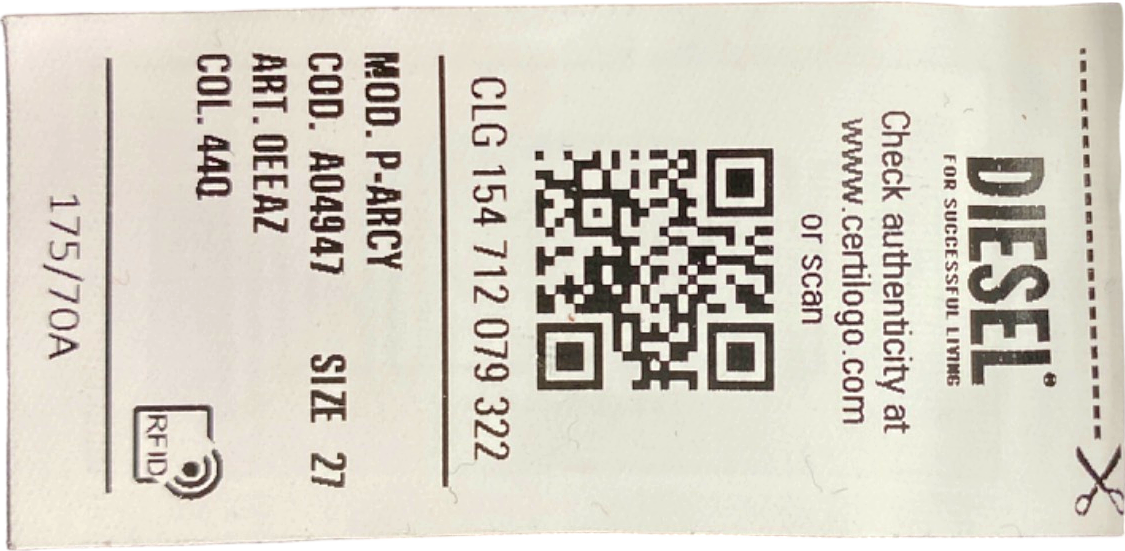 DIESEL®
FOR SUCCESSFUL LIVING
Check authenticity at
www.certilogo.com
or scan
CLG 154 712 079 322
MOD. P-ARCY
COD. A04947 SIZE 27
ART. 0EEAZ
COL. 44Q
RFID
175/70A